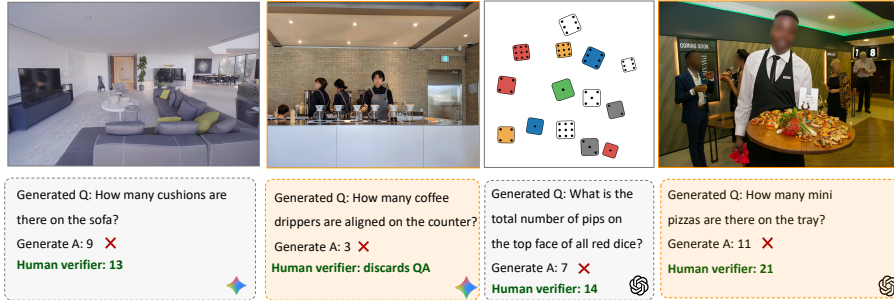 COMING SOON
7 8
Generated Q: How many cushions are
there on the sofa?
Generate A: 9
Human verifier: 13
Generated Q: How many coffee
drippers are aligned on the counter?
Generate A: 3
Human verifier: discards QA
Generated Q: What is the
total number of pips on
the top face of all red dice?
Generate A: 7
Human verifier: 14
Generated Q: How many mini
pizzas are there on the tray?
Generate A: 11
Human verifier: 21